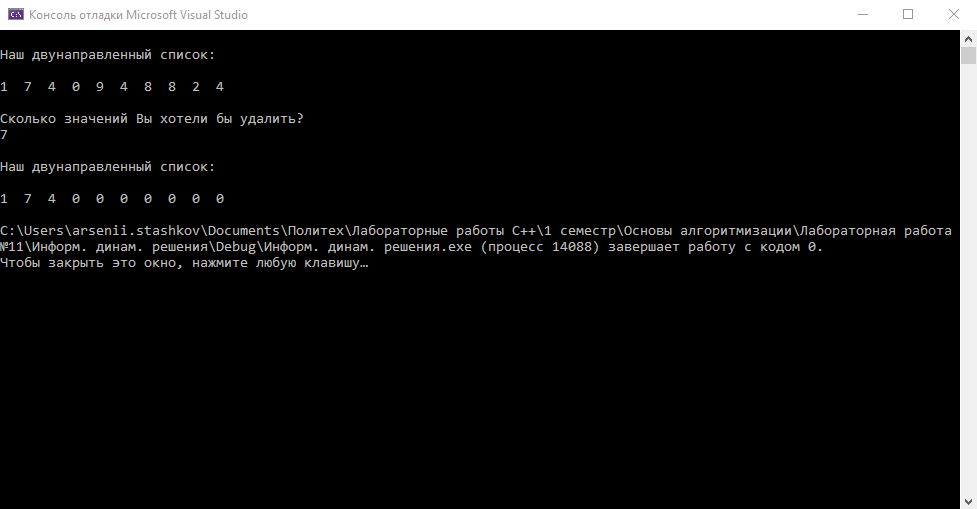 Консоль отладки Microsoft Visual Studio
Наш двунаправленный список:
1 7 4 0 9 4 8 8 2 4
Сколько значений Вы хотели бы удалить?
7
Наш двунаправленный список:
1 7 4 0 0 0 0 0 0 0
C:\Users\arsenii.stashkov\Documents\Политех\Лабораторные работы C++\1 семестр\Основы алгоритмизации\Лабораторная работа
№11\Информ. динам. решения\Debug\Информ. динам. решения.exe (процесс 14088) завершает работу с кодом 0.
Чтобы закрыть это окно, нажмите любую клавишу…